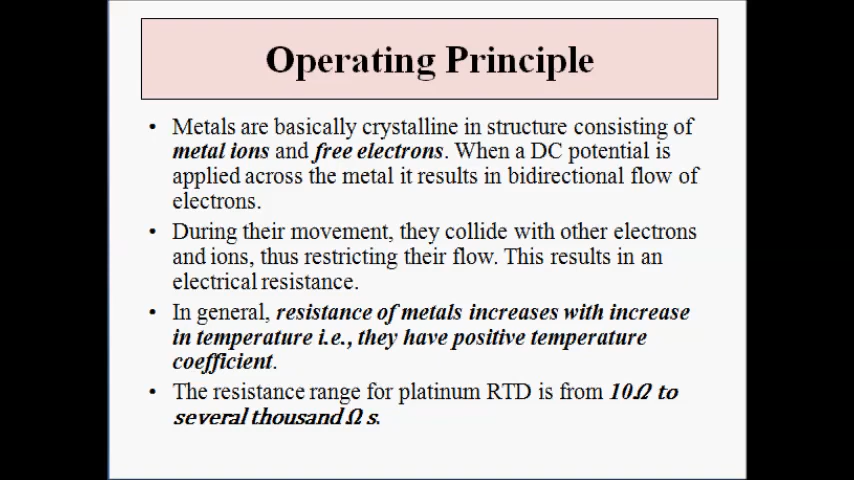 Operating Principle
• Metals are basically crystalline in structure consisting of
metal ions and free electrons. When a DC potential is
applied across the metal it results in bidirectional flow of
electrons.
• During their movement, they collide with other electrons
and ions, thus restricting their flow. This results in an
electrical resistance.
• In general, resistance of metals increases with increase
in temperature i.e., they have positive temperature
coefficient.
• The resistance range for platinum RTD is from 10Ω to
several thousand Ω s.